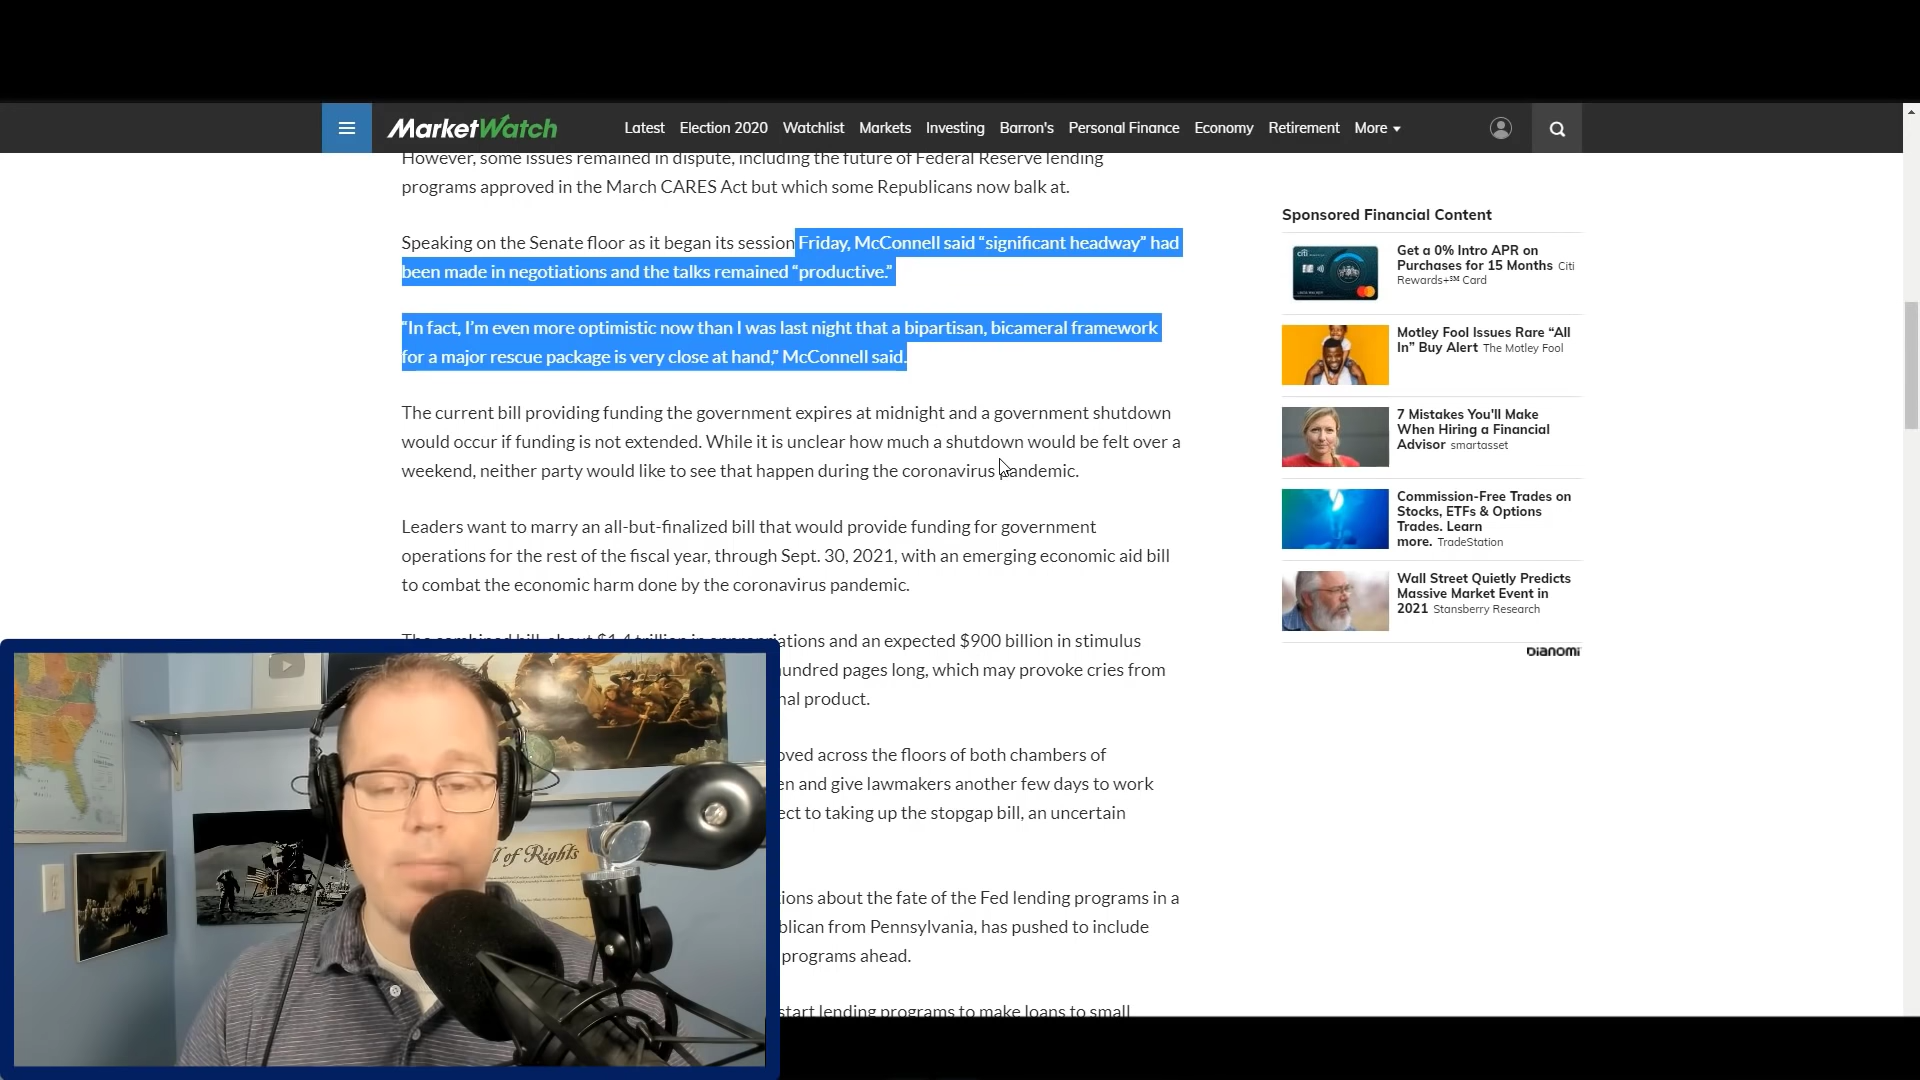 MarketWatch
Latest Election 2020 Watchlist Markets Investing Barron's Personal Finance Economy Retirement More
However, some issues remained in dispute, including the future of Federal Reserve lending
programs approved in the March CARES Act but which some Republicans now balk at.
Speaking on the Senate floor as it began its session Friday, McConnell said “significant headway” had
been made in negotiations and the talks remained “productive.”
“In fact, I’m even more optimistic now than I was last night that a bipartisan, bicameral framework
for a major rescue package is very close at hand,” McConnell said.
The current bill providing funding the government expires at midnight and a government shutdown
would occur if funding is not extended. While it is unclear how much a shutdown would be felt over a
weekend, neither party would like to see that happen during the coronavirus pandemic.
Leaders want to marry an all-but-finalized bill that would provide funding for government
operations for the rest of the fiscal year, through Sept. 30, 2021, with an emerging economic aid bill
to combat the economic harm done by the coronavirus pandemic.
The combined bill, about $1.4 trillion in appropriations and an expected $900 billion in stimulus
hundred pages long, which may provoke cries from
nal product.
oved across the floors of both chambers of
en and give lawmakers another few days to work
ect to taking up the stopgap bill, an uncertain
ions about the fate of the Fed lending programs in a
blican from Pennsylvania, has pushed to include
programs ahead.
start lending programs to make loans to small
Sponsored Financial Content
citi
Get a 0% Intro APR on
Purchases for 15 Months Citi
Rewards+℠ Card
Motley Fool Issues Rare “All
In” Buy Alert The Motley Fool
7 Mistakes You'll Make
When Hiring a Financial
Advisor smartasset
Commission-Free Trades on
Stocks, ETFs & Options
Trades. Learn
more. TradeStation
Wall Street Quietly Predicts
Massive Market Event in
2021 Stansberry Research
Dianomi
of Rights